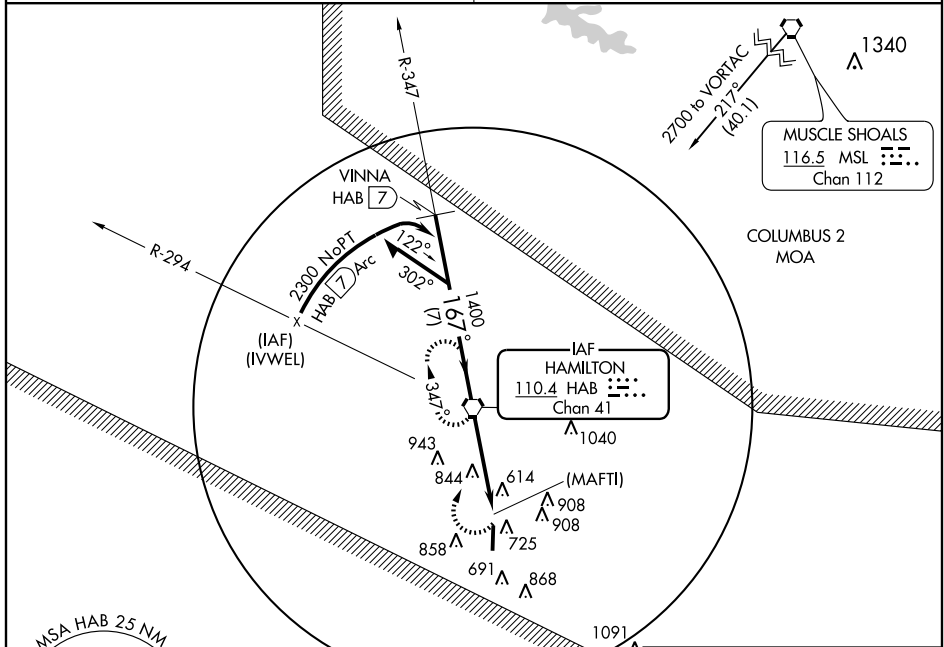 R-347
2700 to VORTAC
217°
(40.1)
1340
MUSCLE SHOALS
116.5 MSL
Chan 112
VINNA
HAB 7
COLUMBUS 2
MOA
R-294
2300 NoPT
HAB 7 Arc
122°
302°
(IAF)
(IVWEL)
1400
167°
(7)
347°
IAF
HAMILTON
110.4 HAB
Chan 41
1040
943
844
614
(MAFTI)
908
908
858
725
691
868
1091
MSA HAB 25 NM